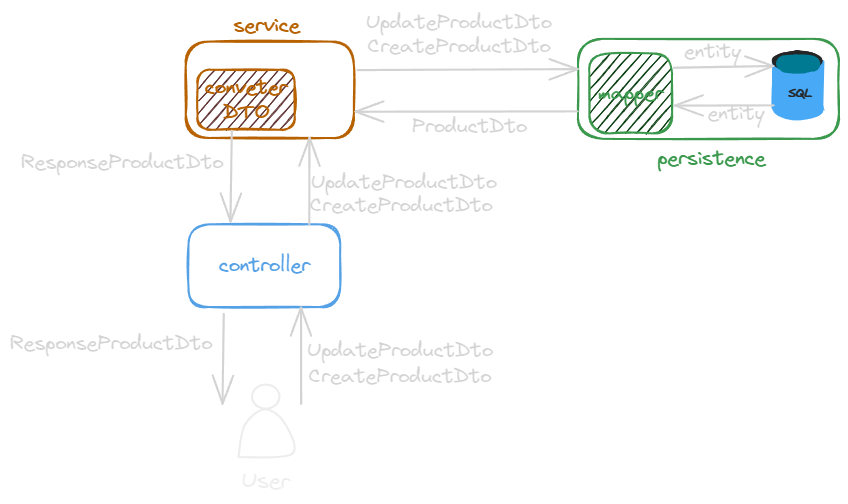 service
UpdateProductDto
CreateProductDto
conveter
DTO
mapper
entity
SQL
entity
ProductDto
persistence
ResponseProductDto
UpdateProductDto
CreateProductDto
controller
ResponseProductDto
UpdateProductDto
CreateProductDto
User